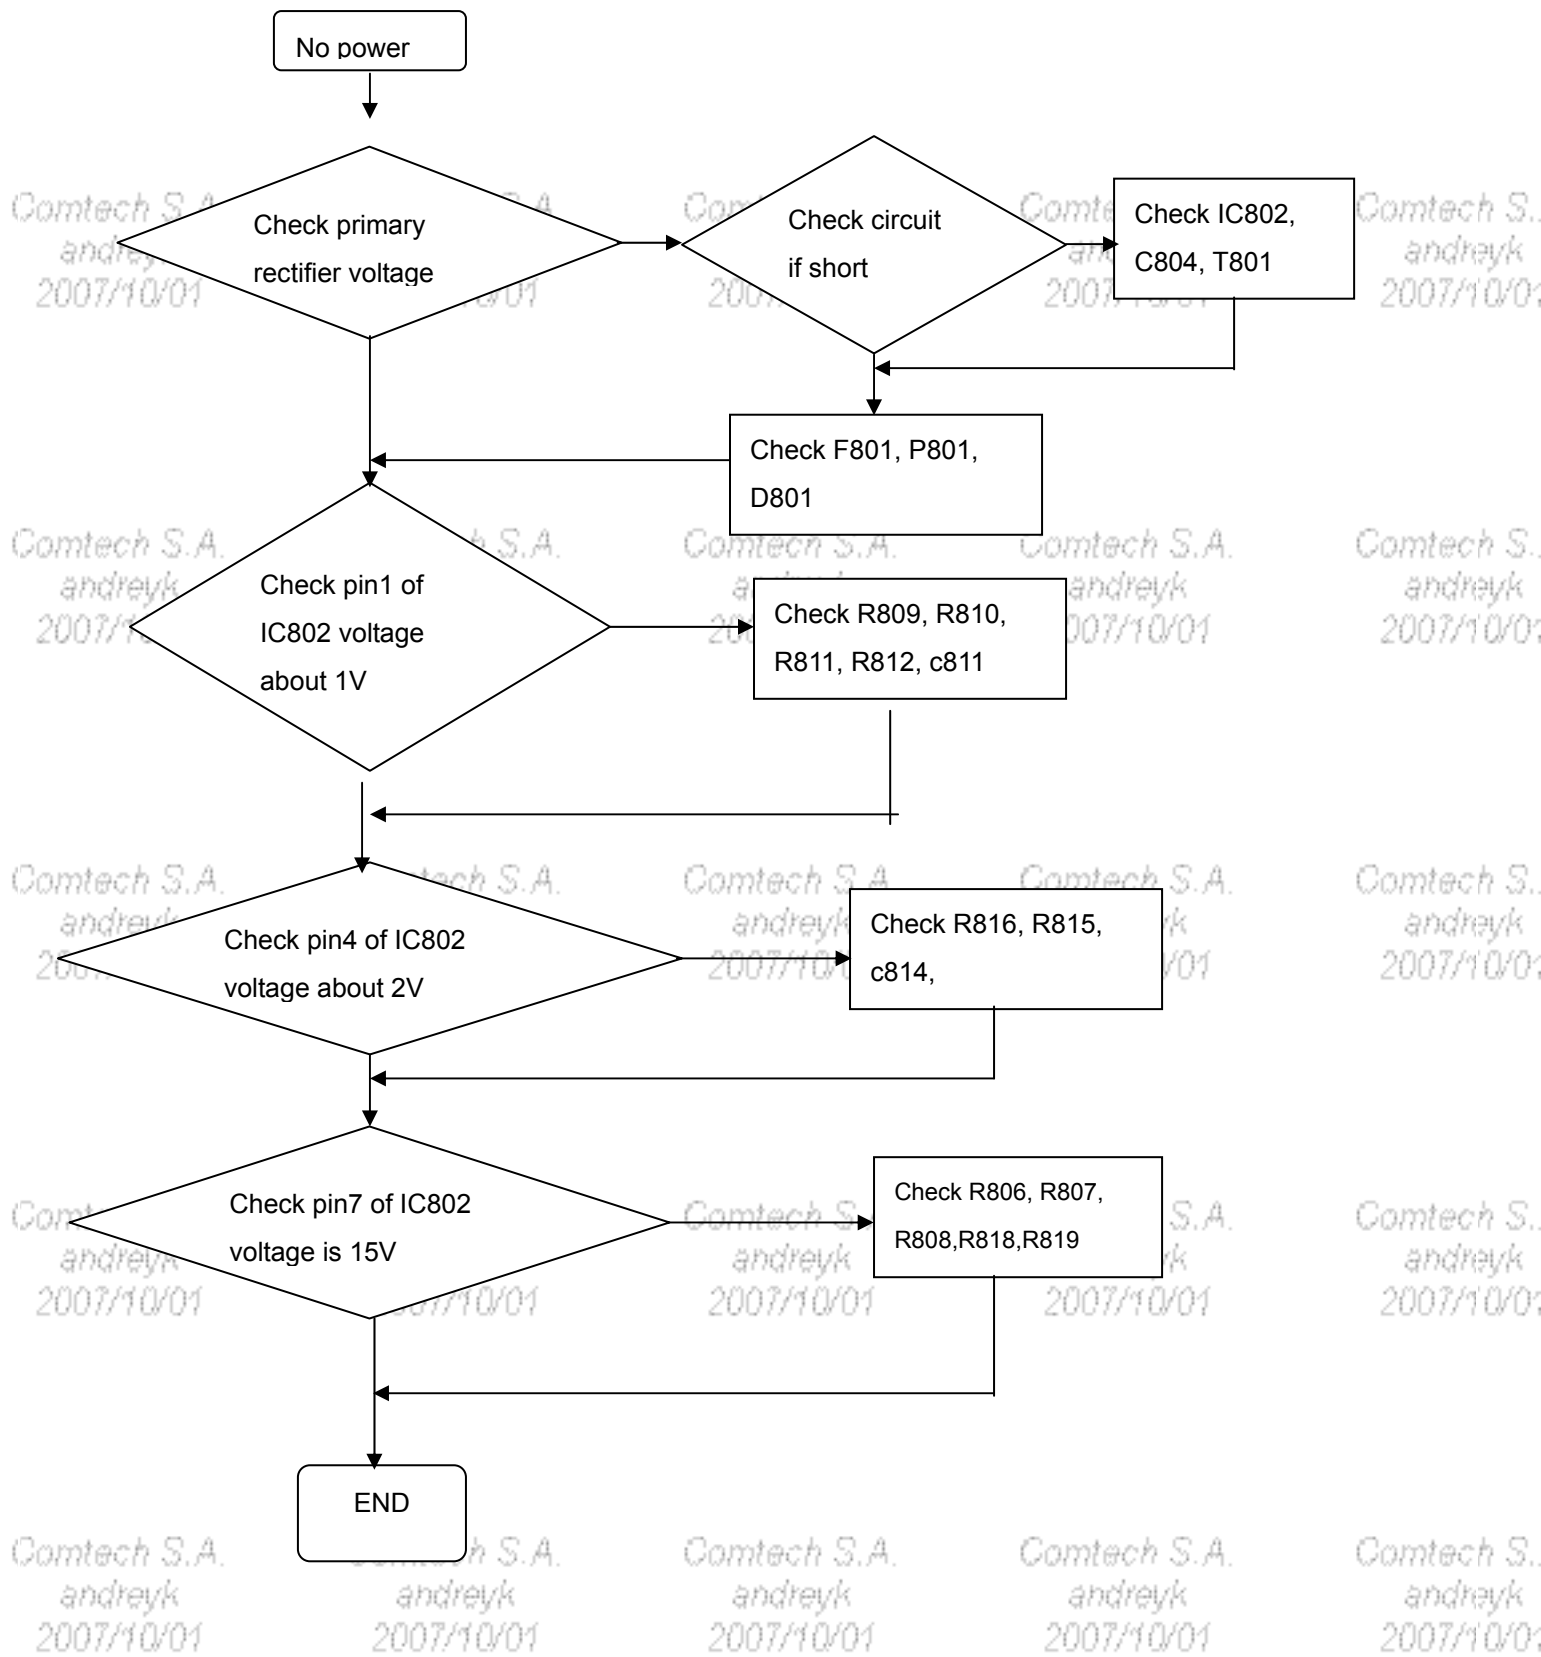 No power
Check primary
rectifier voltage
Check circuit
if short
Check IC802,
C804, T801
Check F801, P801,
D801
Check pin1 of
IC802 voltage
about 1V
Check R809, R810,
R811, R812, c811
Check pin4 of IC802
voltage about 2V
Check R816, R815,
c814,
Check pin7 of IC802
voltage is 15V
Check R806, R807,
R808,R818,R819
END
Comtech S.A.
andreyk
2007/10/01